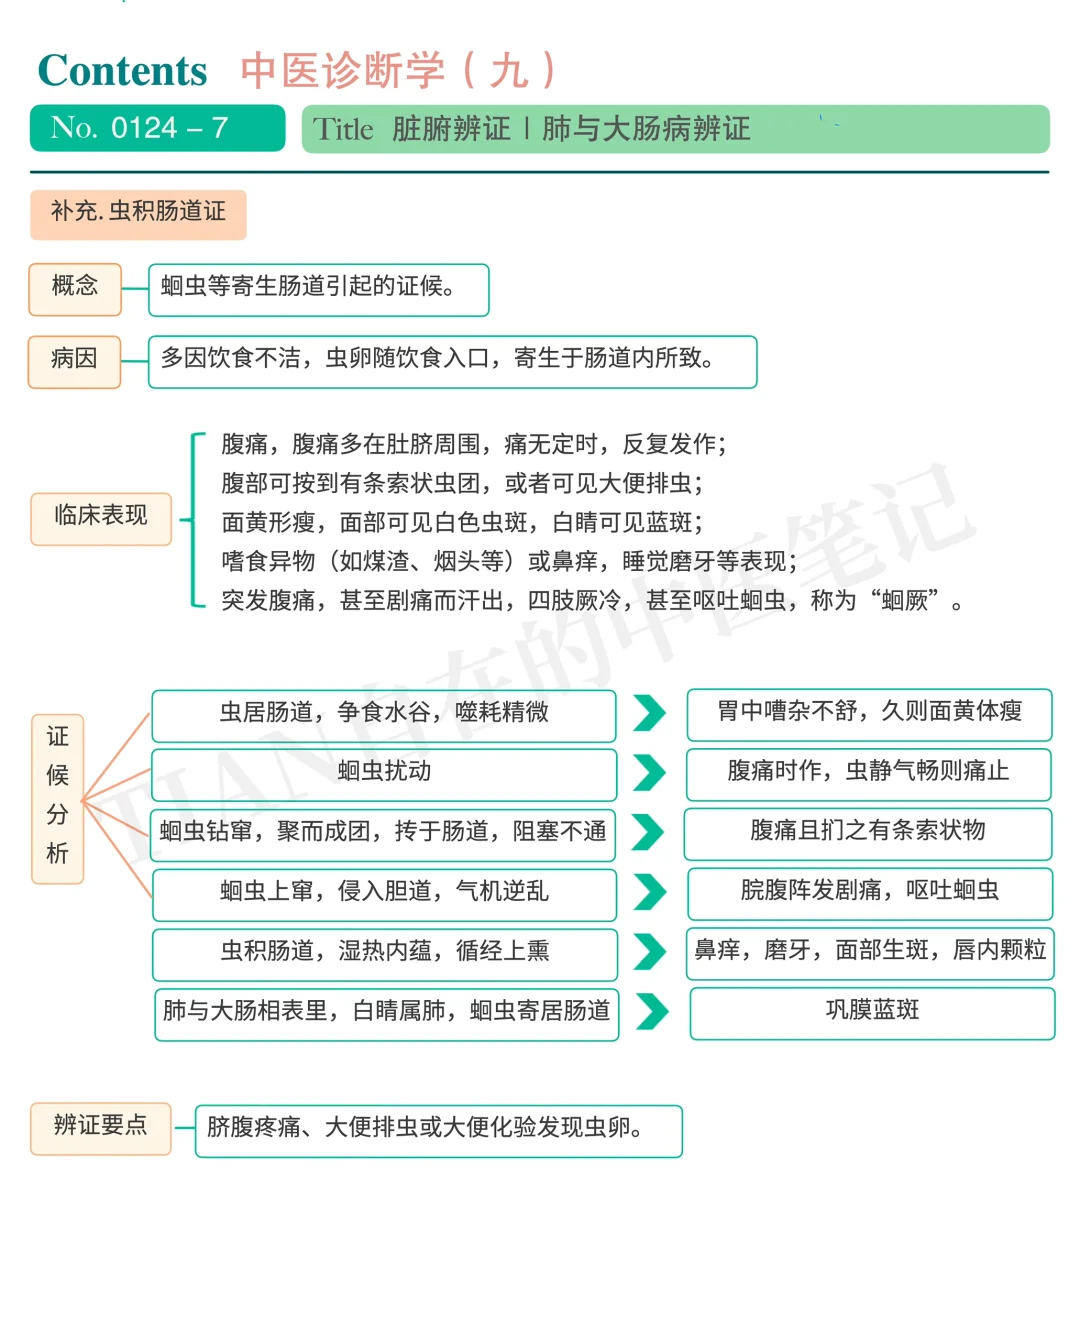 Contents 中医诊断学（九）
No. 0124 – 7
Title 脏腑辨证 | 肺与大肠病辨证
补充. 虫积肠道证
概念
蛔虫等寄生肠道引起的证候。
病因
多因饮食不洁，虫卵随饮食入口，寄生于肠道内所致。
临床表现
腹痛，腹痛多在肚脐周围，痛无定时，反复发作；
腹部可按到有条索状虫团，或者可见大便排虫；
面黄形瘦，面部可见白色虫斑，白睛可见蓝斑；
嗜食异物（如煤渣、烟头等）或鼻痒，睡觉磨牙等表现；
突发腹痛，甚至剧痛而汗出，四肢厥冷，甚至呕吐蛔虫，称为“蛔厥”。
证候分析
虫居肠道，争食水谷，噬耗精微
胃中嘈杂不舒，久则面黄体瘦
蛔虫扰动
腹痛时作，虫静气畅则痛止
蛔虫钻窜，聚而成团，抟于肠道，阻塞不通
腹痛且扪之有条索状物
蛔虫上窜，侵入胆道，气机逆乱
脘腹阵发剧痛，呕吐蛔虫
虫积肠道，湿热内蕴，循经上熏
鼻痒，磨牙，面部生斑，唇内颗粒
肺与大肠相表里，白睛属肺，蛔虫寄居肠道
巩膜蓝斑
辨证要点
脐腹疼痛、大便排虫或大便化验发现虫卵。
TIAN自在的中医笔记